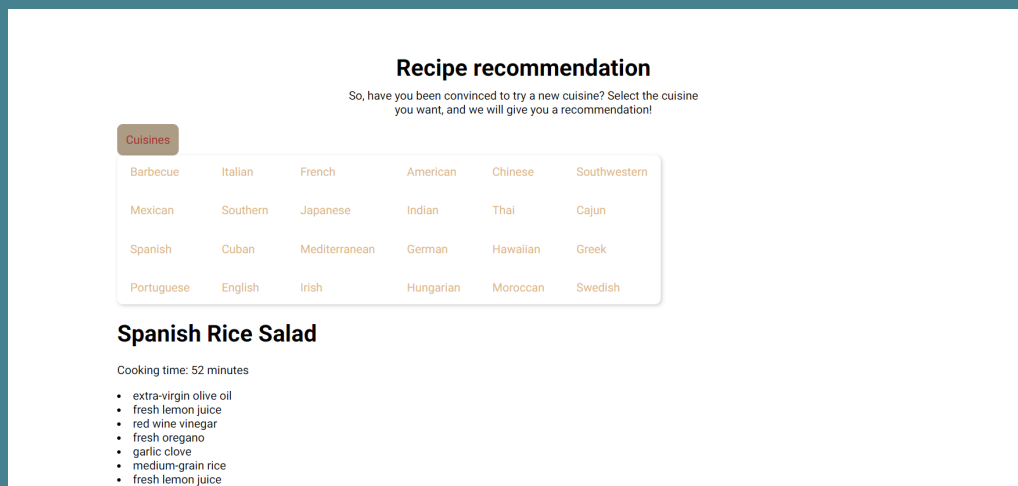 Recipe recommendation
So, have you been convinced to try a new cuisine? Select the cuisine
you want, and we will give you a recommendation!
Cuisines
Barbecue Italian French American Chinese Southwestern
Mexican Southern Japanese Indian Thai Cajun
Spanish Cuban Mediterranean German Hawaiian Greek
Portuguese English Irish Hungarian Moroccan Swedish
Spanish Rice Salad
Cooking time: 52 minutes
• extra-virgin olive oil
• fresh lemon juice
• red wine vinegar
• fresh oregano
• garlic clove
• medium-grain rice
• fresh lemon juice